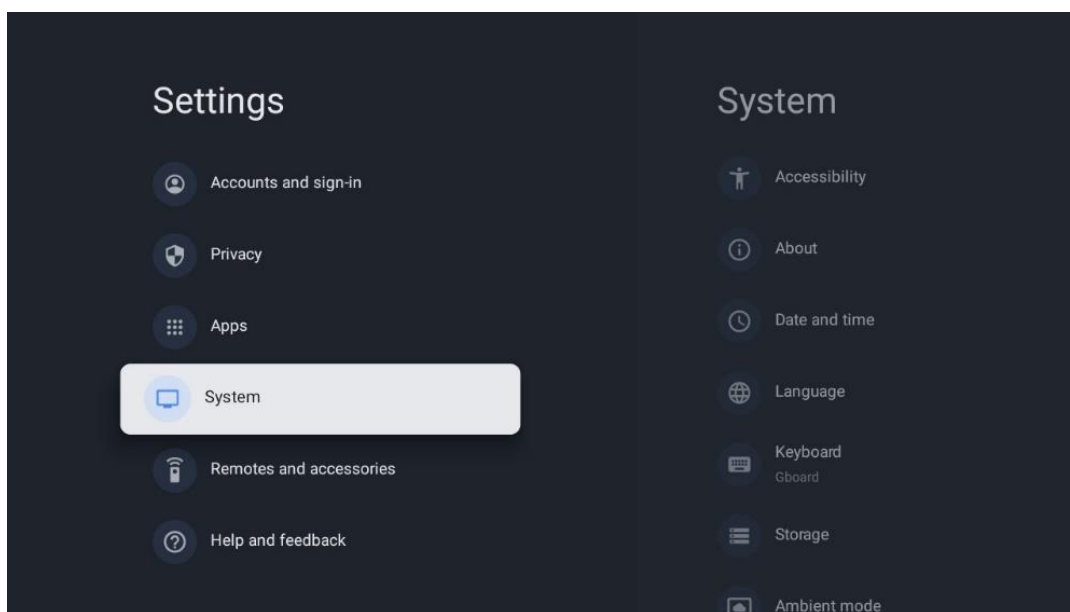 Settings
Accounts and sign-in
Privacy
Apps
System
Remotes and accessories
Help and feedback
System
Accessibility
About
Date and time
Language
Keyboard
Gboard
Storage
Ambient mode